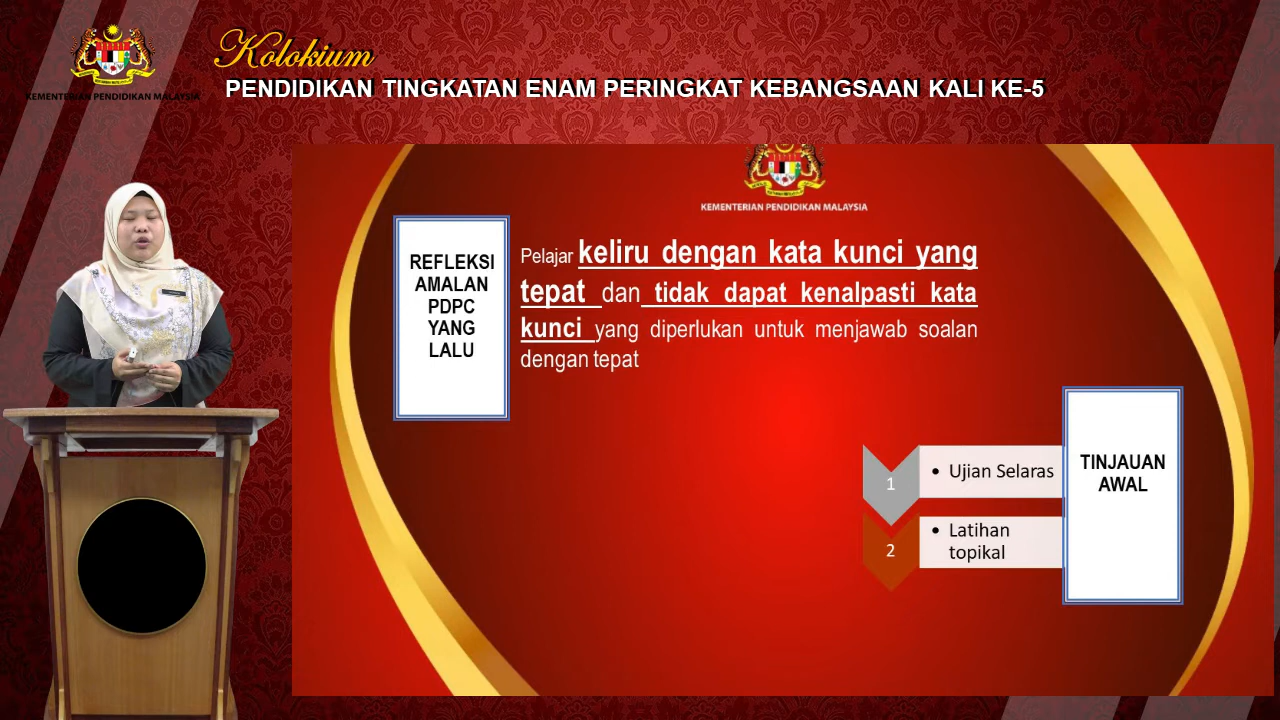 Kolokium
KEMENTERIAN PENDIDIKAN MALAYSIA
PENDIDIKAN TINGKATAN ENAM PERINGKAT KEBANGSAAN KALI KE-5
KEMENTERIAN PENDIDIKAN MALAYSIA
REFLEKSI
AMALAN
PDPC
YANG
LALU
Pelajar keliru dengan kata kunci yang
tepat dan tidak dapat kenalpasti kata
kunci yang diperlukan untuk menjawab soalan
dengan tepat
1
• Ujian Selaras
2
• Latihan
topikal
TINJAUAN
AWAL